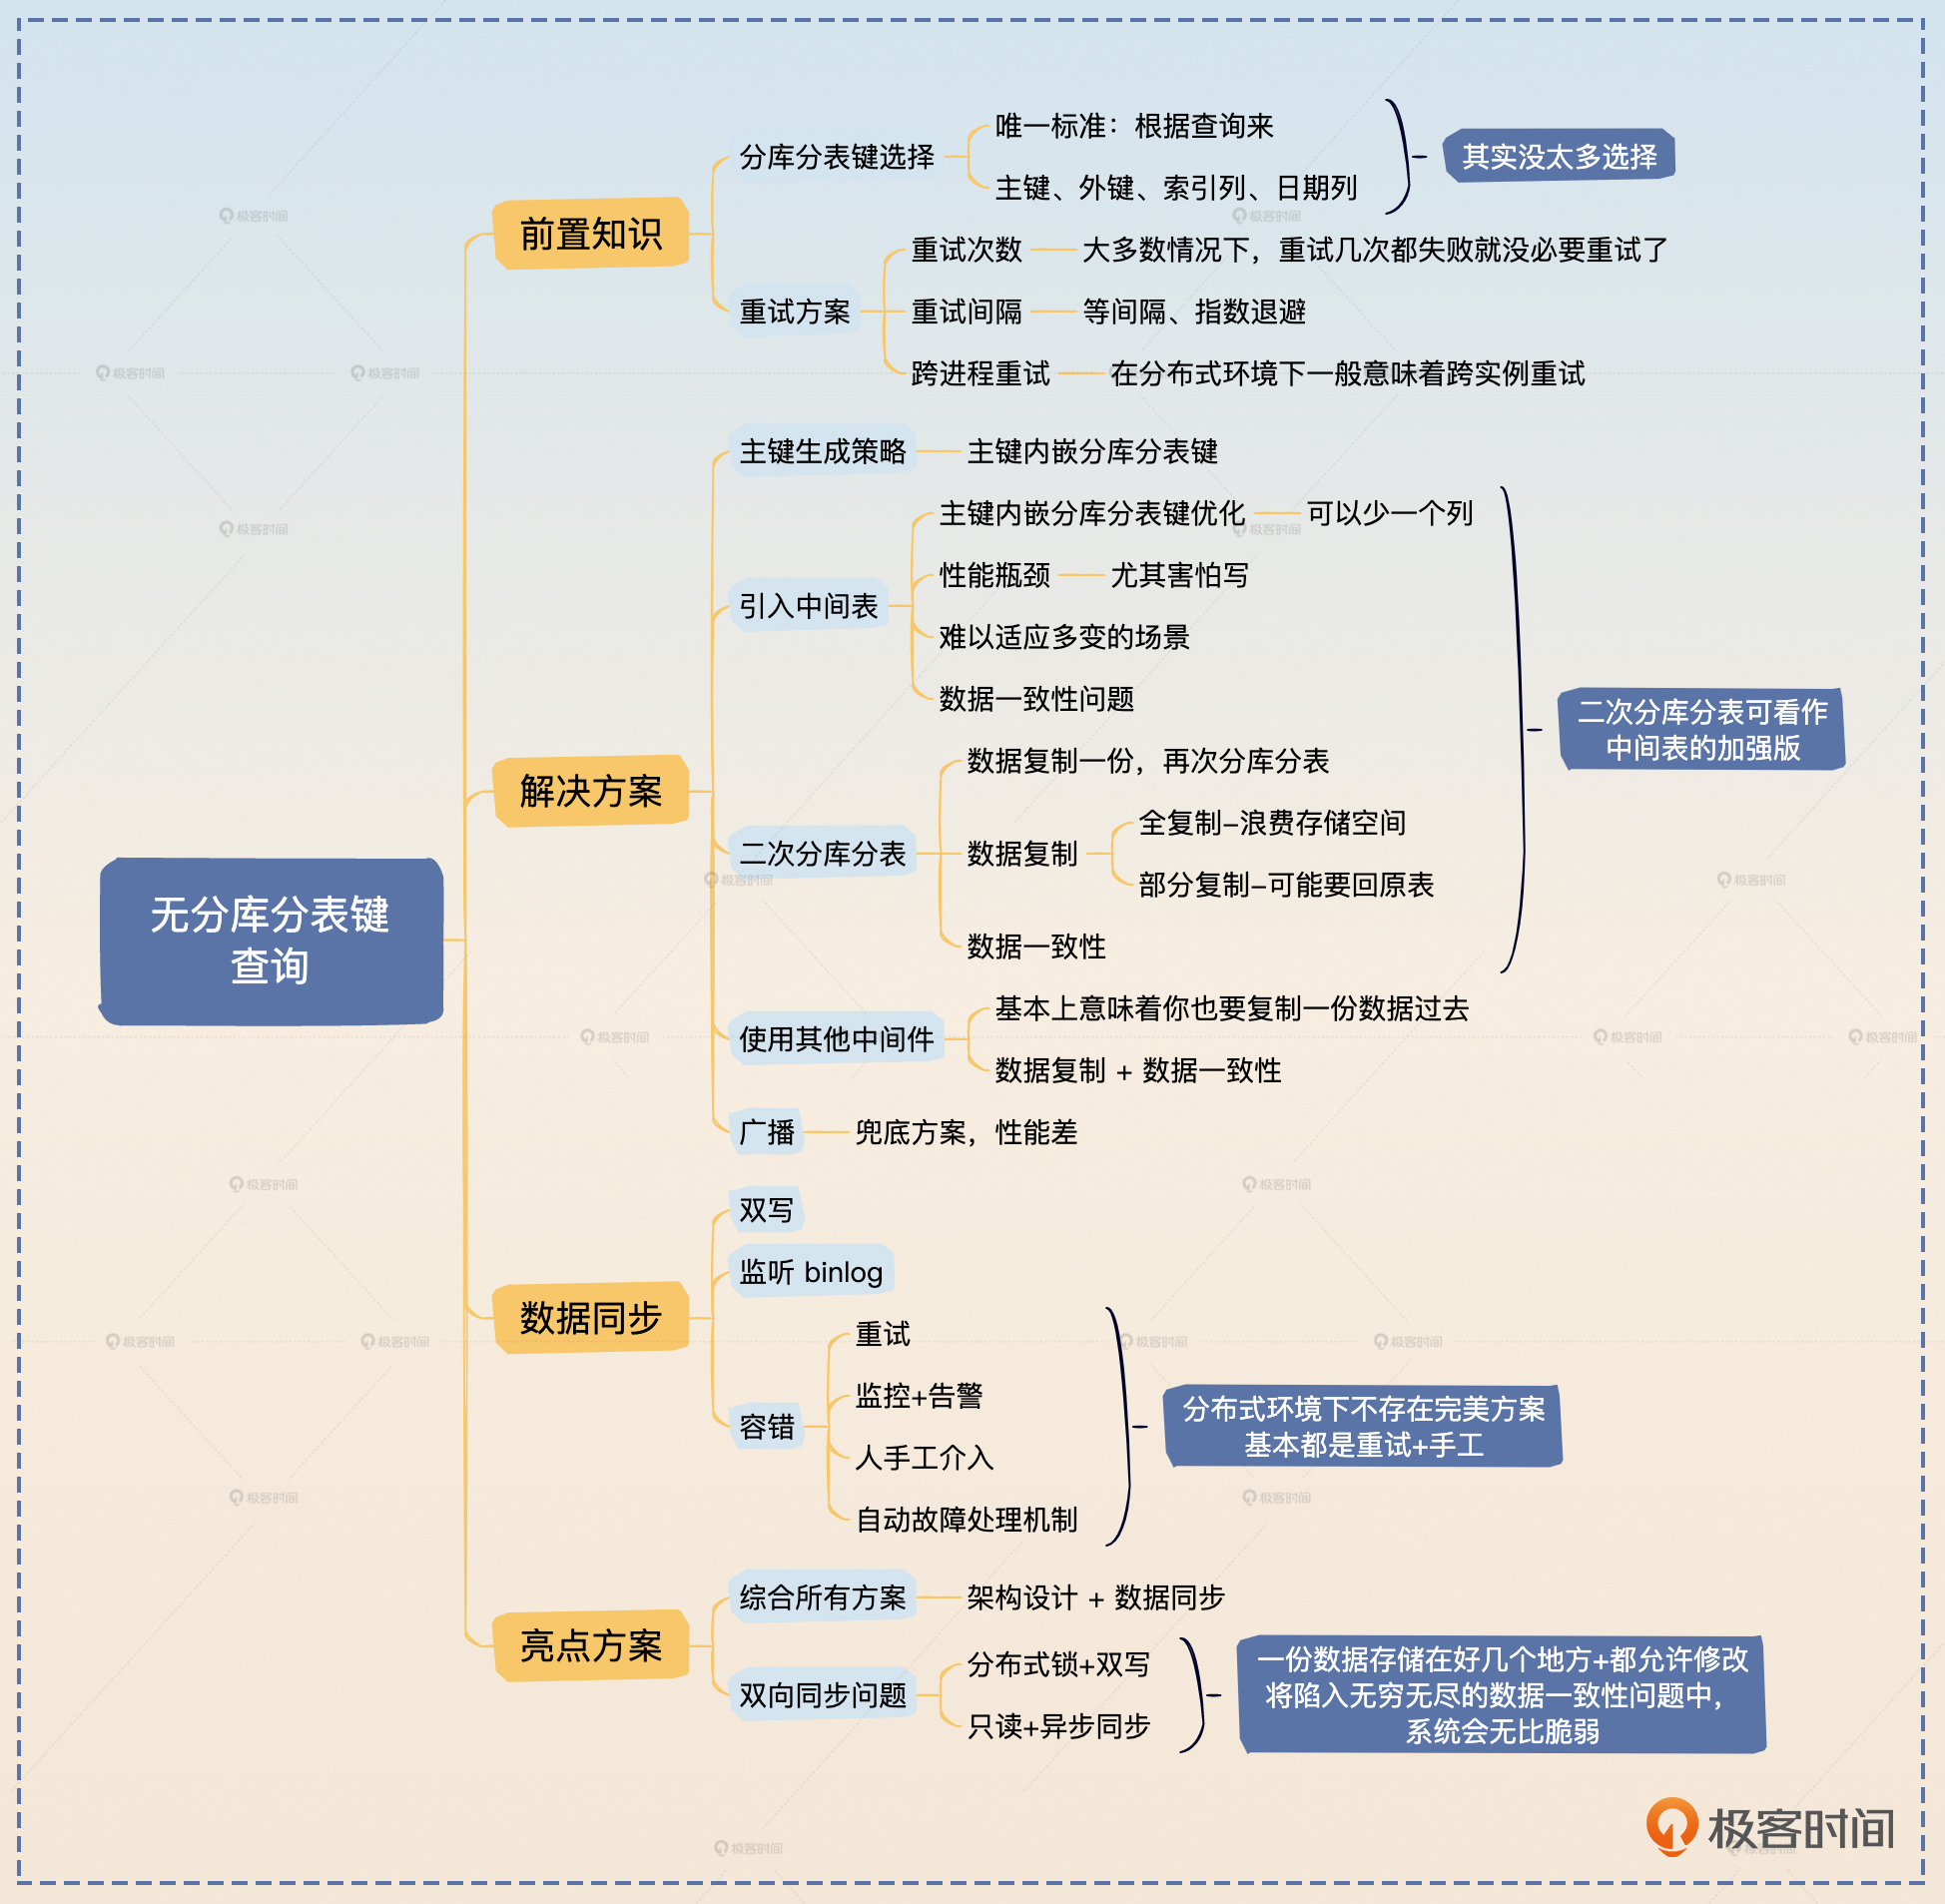 唯一标准：根据查询来
分库分表键选择
其实没太多选择
主键、外键、索引列、日期列
前置知识
重试次数
大多数情况下，重试几次都失败就没必要重试了
重试方案
重试间隔
等间隔、指数退避
跨进程重试
在分布式环境下一般意味着跨实例重试
主键生成策略
主键内嵌分库分表键
主键内嵌分库分表键优化
可以少一个列
性能瓶颈
尤其害怕写
引入中间表
难以适应多变的场景
数据一致性问题
二次分库分表可看作
中间表的加强版
数据复制一份，再次分库分表
解决方案
全复制–浪费存储空间
二次分库分表
数据复制
部分复制–可能要回原表
无分库分表键
查询
数据一致性
基本上意味着你也要复制一份数据过去
使用其他中间件
数据复制 + 数据一致性
广播
兜底方案，性能差
双写
监听 binlog
数据同步
重试
监控+告警
容错
分布式环境下不存在完美方案
基本都是重试+手工
人手工介入
自动故障处理机制
综合所有方案
架构设计 + 数据同步
亮点方案
分布式锁+双写
双向同步问题
只读+异步同步
一份数据存储在好几个地方+都允许修改
将陷入无穷无尽的数据一致性问题中，
系统会无比脆弱
极客时间